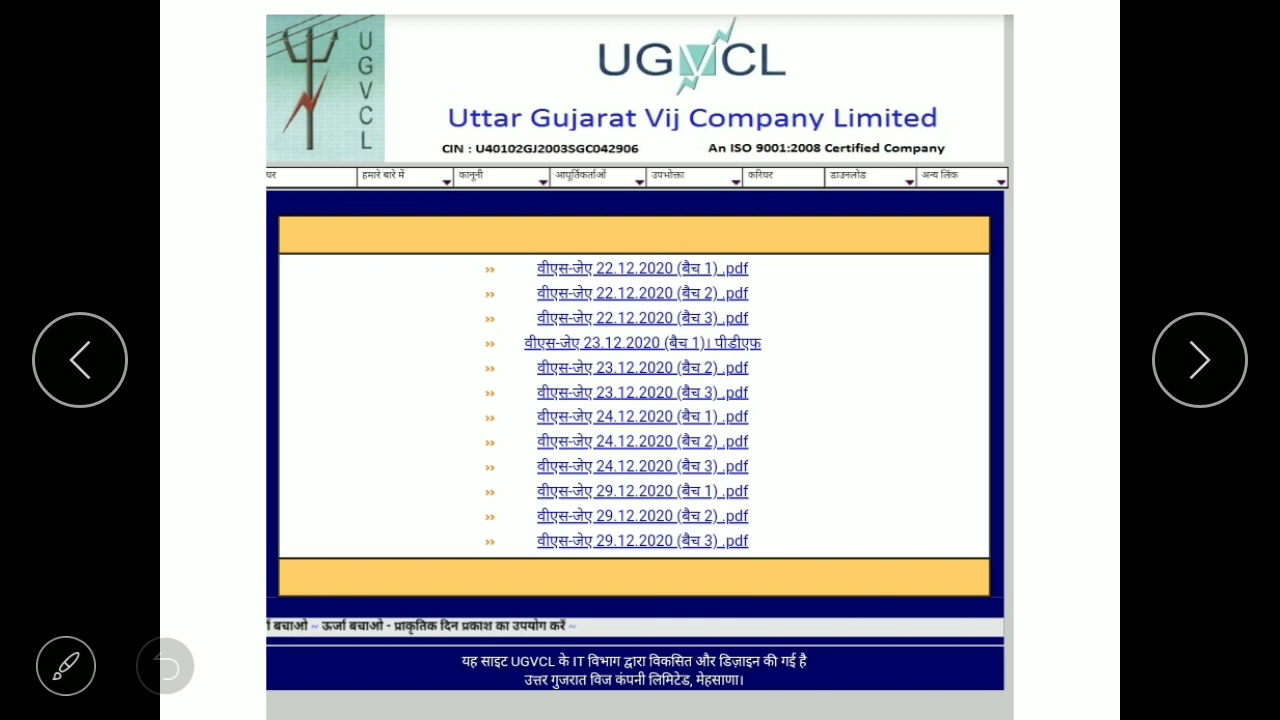 U
G
V
C
L
UGVCL
Uttar Gujarat Vij Company Limited
CIN : U40102GJ2003SGC042906 An ISO 9001:2008 Certified Company
घर हमारे बारे में कानूनी आपूर्तिकर्ताओं उपभोक्ता करियर डाउनलोड अन्य लिंक
›› वीएस-जेए 22.12.2020 (बैच 1) .pdf
›› वीएस-जेए 22.12.2020 (बैच 2) .pdf
›› वीएस-जेए 22.12.2020 (बैच 3) .pdf
›› वीएस-जेए 23.12.2020 (बैच 1)। पीडीएफ
›› वीएस-जेए 23.12.2020 (बैच 2) .pdf
›› वीएस-जेए 23.12.2020 (बैच 3) .pdf
›› वीएस-जेए 24.12.2020 (बैच 1) .pdf
›› वीएस-जेए 24.12.2020 (बैच 2) .pdf
›› वीएस-जेए 24.12.2020 (बैच 3) .pdf
›› वीएस-जेए 29.12.2020 (बैच 1) .pdf
›› वीएस-जेए 29.12.2020 (बैच 2) .pdf
›› वीएस-जेए 29.12.2020 (बैच 3) .pdf
बचाओ ~ ऊर्जा बचाओ - प्राकृतिक दिन प्रकाश का उपयोग करें ~
यह साइट UGVCL के IT विभाग द्वारा विकसित और डिज़ाइन की गई है
उत्तर गुजरात विज कंपनी लिमिटेड, मेहसाणा।